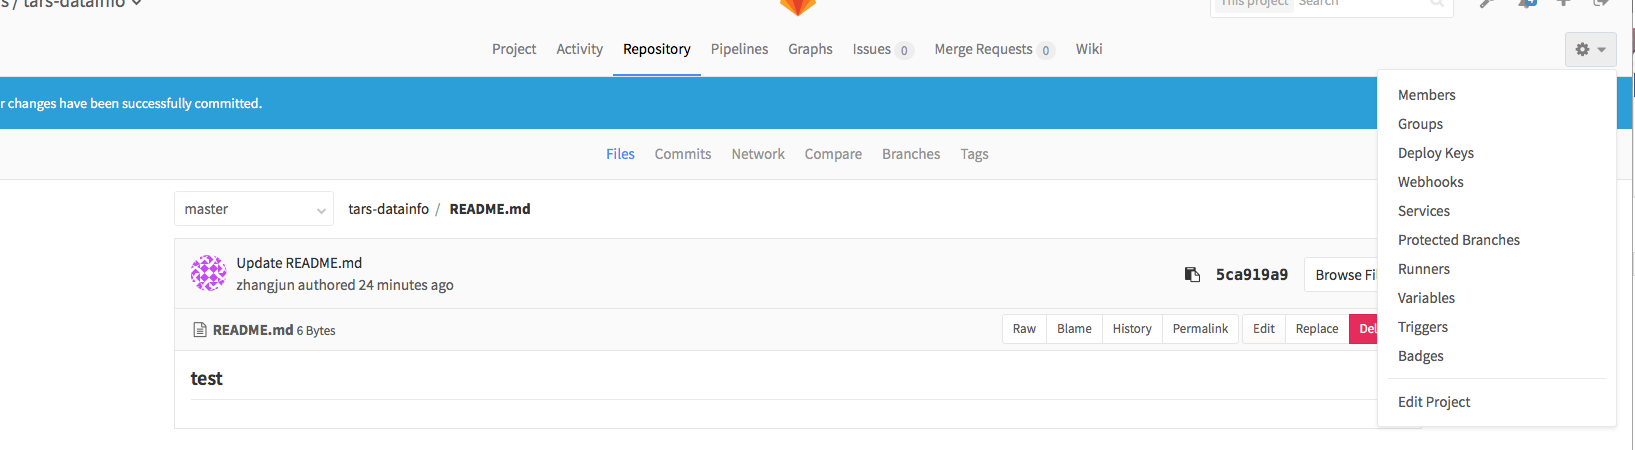 s / tars-datainfo
This project Search
Project Activity Repository Pipelines Graphs Issues 0 Merge Requests 0 Wiki
r changes have been successfully committed.
Files Commits Network Compare Branches Tags
master tars-datainfo / README.md
Update README.md
zhangjun authored 24 minutes ago
5ca919a9 Browse Fi
README.md 6 Bytes
Raw Blame History Permalink Edit Replace Del
test
Members
Groups
Deploy Keys
Webhooks
Services
Protected Branches
Runners
Variables
Triggers
Badges
Edit Project